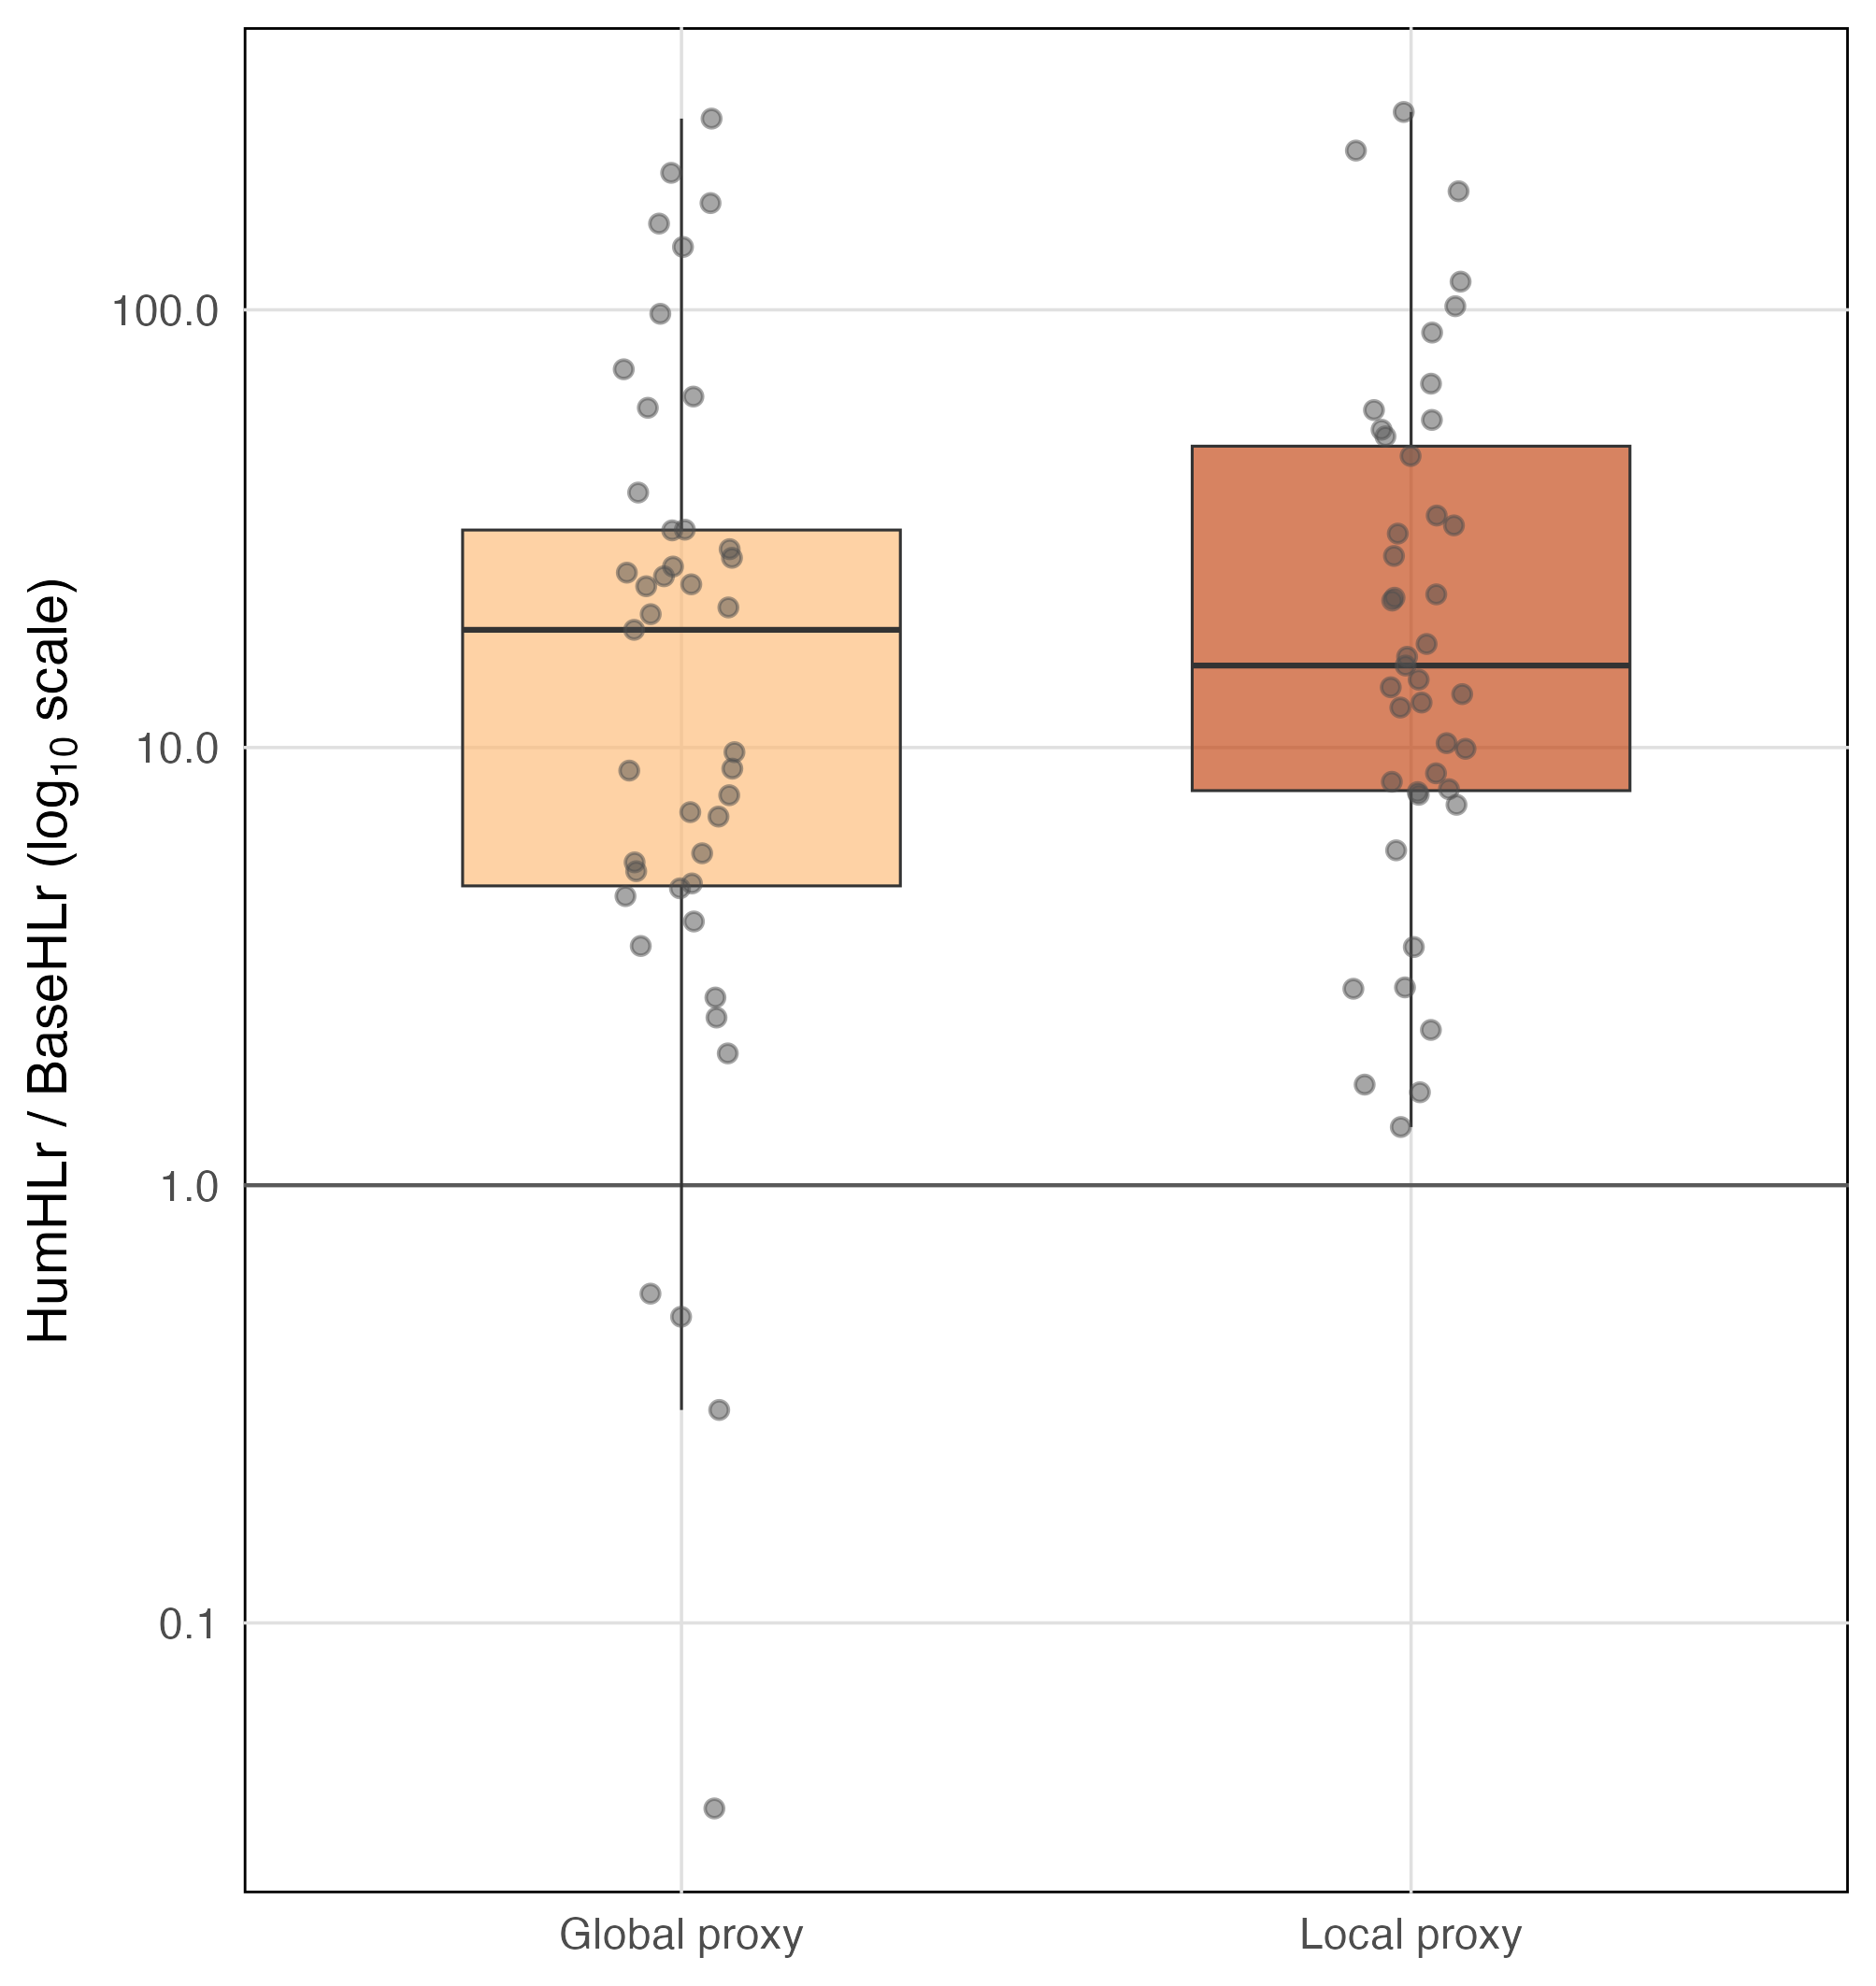 HumHLr / BaseHLr (log₁₀ scale)
100.0
10.0
1.0
0.1
Global proxy
Local proxy